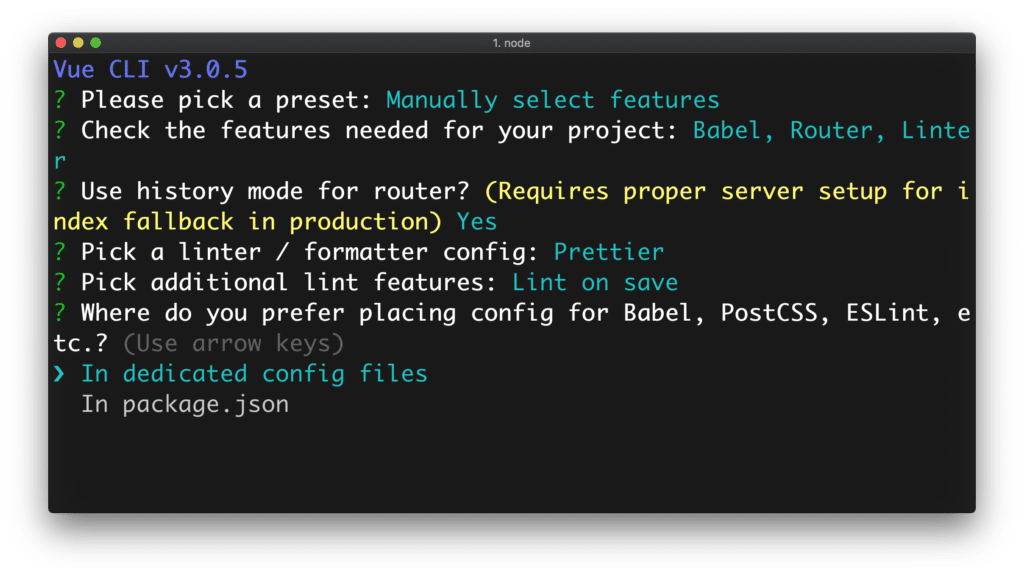 1. node
Vue CLI v3.0.5
? Please pick a preset: Manually select features
? Check the features needed for your project: Babel, Router, Linte
r
? Use history mode for router? (Requires proper server setup for i
ndex fallback in production) Yes
? Pick a linter / formatter config: Prettier
? Pick additional lint features: Lint on save
? Where do you prefer placing config for Babel, PostCSS, ESLint, e
tc.? (Use arrow keys)
❯ In dedicated config files
In package.json